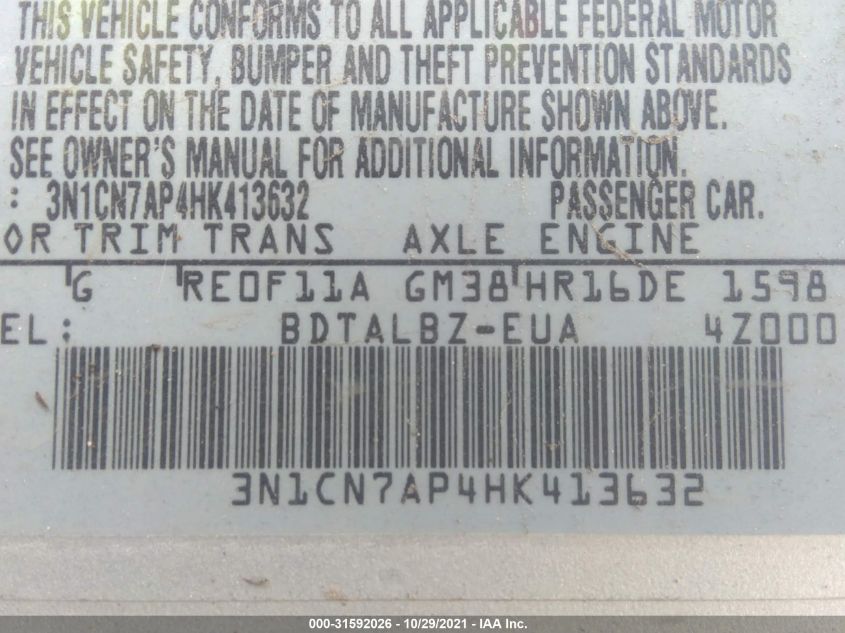 THIS VEHICLE CONFORMS TO ALL APPLICABLE FEDERAL MOTOR
VEHICLE SAFETY, BUMPER AND THEFT PREVENTION STANDARDS
IN EFFECT ON THE DATE OF MANUFACTURE SHOWN ABOVE.
SEE OWNER'S MANUAL FOR ADDITIONAL INFORMATION.
: 3N1CN7AP4HK413632 PASSENGER CAR.
OR TRIM TRANS AXLE ENGINE
G RE0F11A GM38 HR16DE 1598
EL: BDTALBZ-EUA 4Z000
3N1CN7AP4HK413632
000-31592026 - 10/29/2021 - IAA Inc.